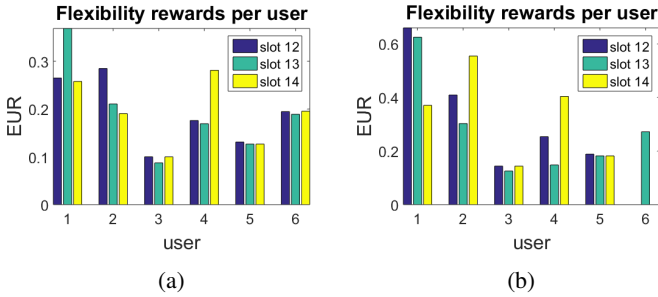 Flexibility rewards per user
slot 12
slot 13
slot 14
0.3
0.2
0.1
0
EUR
1 2 3 4 5 6
user
(a)
Flexibility rewards per user
slot 12
slot 13
slot 14
0.6
0.4
0.2
0
EUR
1 2 3 4 5 6
user
(b)